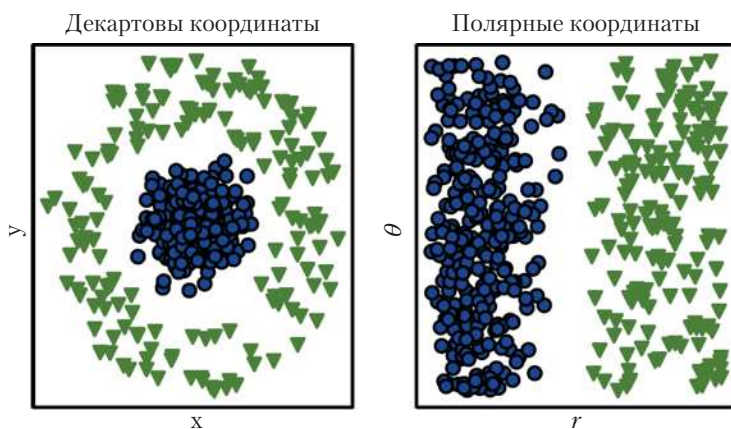 Декартовы координаты
Полярные координаты
y
x
θ
r